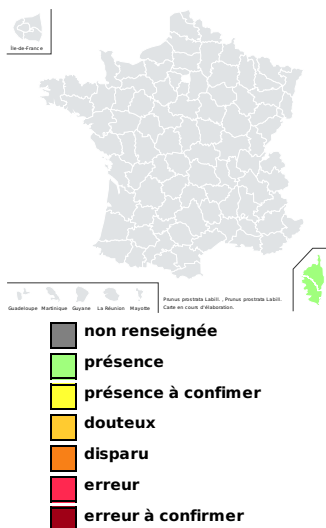 Île-de-France
Guadeloupe Martinique Guyane La Réunion Mayotte
Prunus prostrata Labill. , Prunus prostrata Labill.
Carte en cours d'élaboration.
non renseignée
présence
présence à confimer
douteux
disparu
erreur
erreur à confirmer